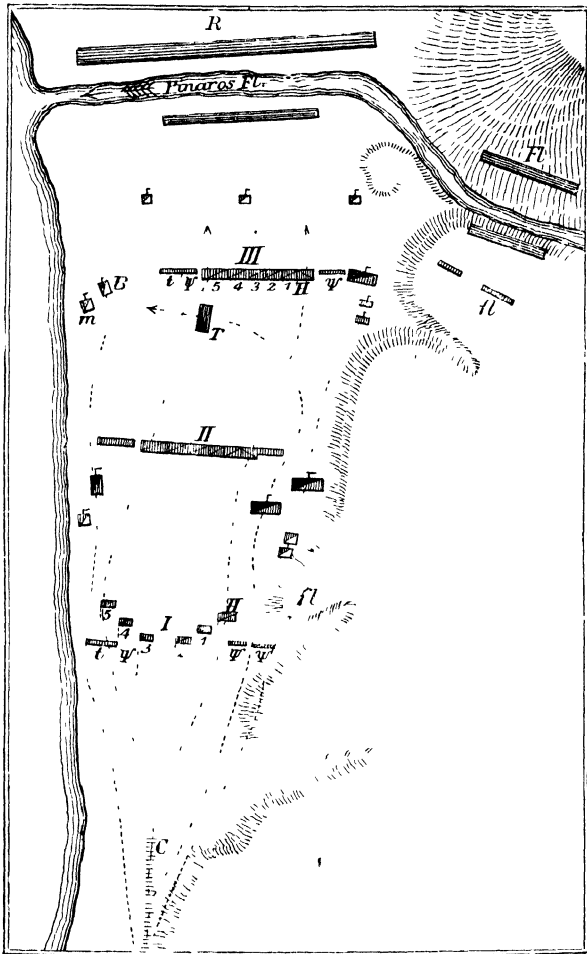 R
Pinaros Fl.
Fl
III
t Ψ 5 4 3 2 1 H Ψ
B
m
T
fl
II
fl
5 4 3 I 1 H
t Ψ Ψ Ψ
C